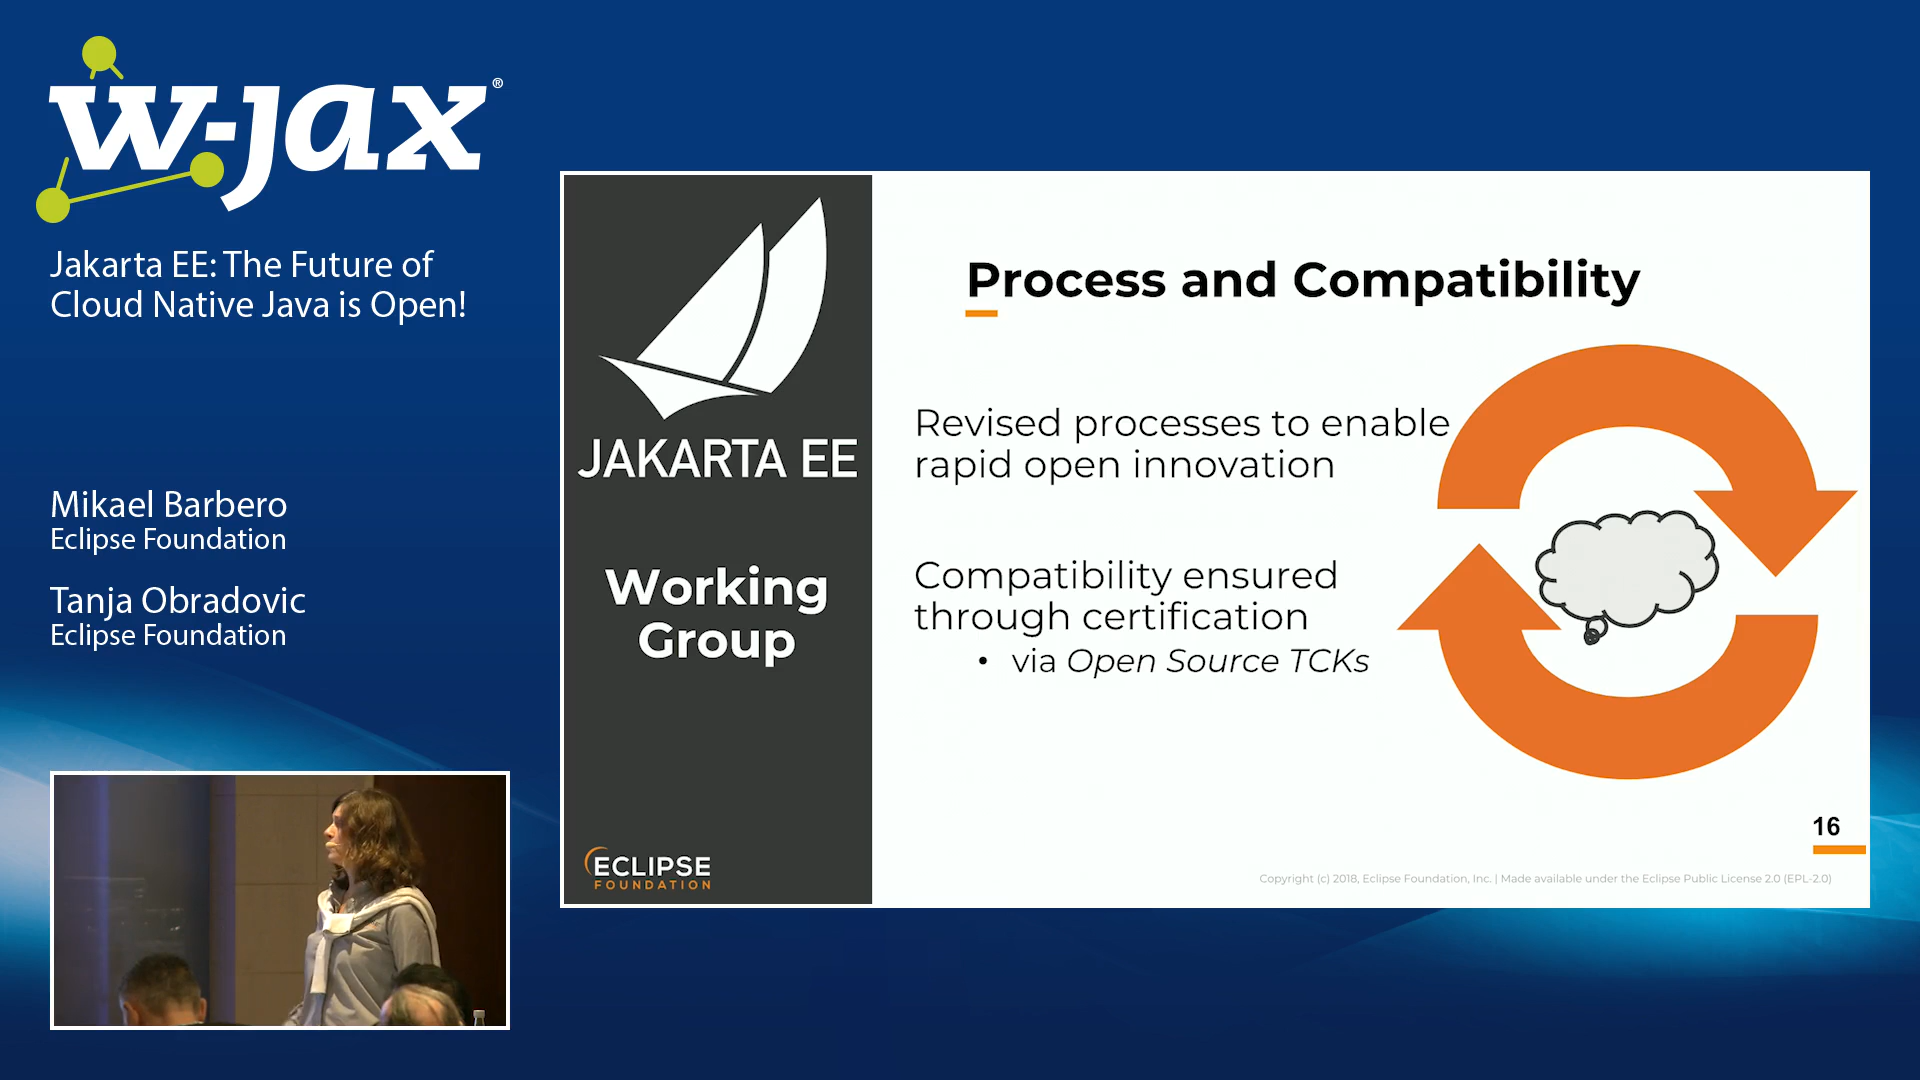 w-jax®
Jakarta EE: The Future of
Cloud Native Java is Open!
Mikael Barbero
Eclipse Foundation
Tanja Obradovic
Eclipse Foundation
JAKARTA EE
Working
Group
ECLIPSE
FOUNDATION
Process and Compatibility
Revised processes to enable
rapid open innovation
Compatibility ensured
through certification
• via Open Source TCKs
16
Copyright (c) 2018, Eclipse Foundation, Inc. | Made available under the Eclipse Public License 2.0 (EPL-2.0)